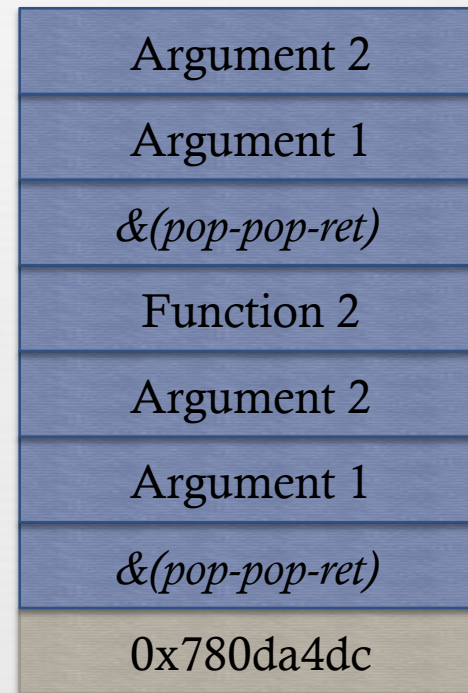 Argument 2
Argument 1
&(pop-pop-ret)
Function 2
Argument 2
Argument 1
&(pop-pop-ret)
0x780da4dc